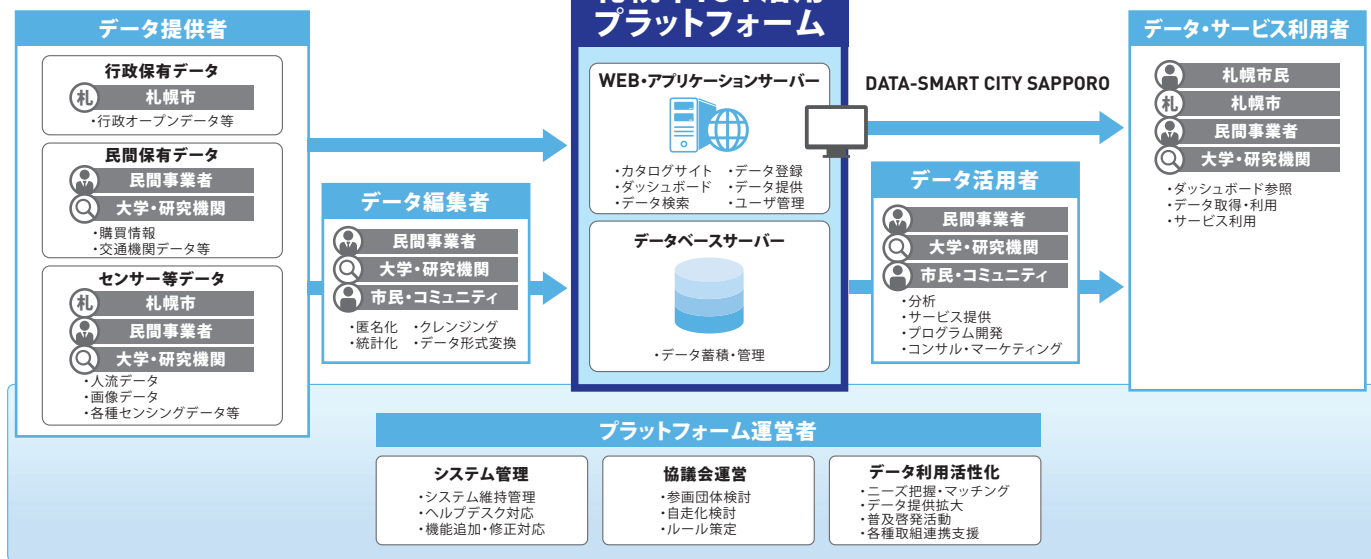 データ提供者
行政保有データ
札
札幌市
・行政オープンデータ等
民間保有データ
民間事業者
大学・研究機関
・購買情報
・交通機関データ等
センサー等データ
札
札幌市
民間事業者
大学・研究機関
・人流データ
・画像データ
・各種センシングデータ等
データ編集者
民間事業者
大学・研究機関
市民・コミュニティ
・匿名化 ・クレンジング
・統計化 ・データ形式変換
プラットフォーム
WEB・アプリケーションサーバー
・カタログサイト ・データ登録
・ダッシュボード ・データ提供
・データ検索 ・ユーザ管理
データベースサーバー
・データ蓄積・管理
DATA-SMART CITY SAPPORO
データ活用者
民間事業者
大学・研究機関
市民・コミュニティ
・分析
・サービス提供
・プログラム開発
・コンサル・マーケティング
データ・サービス利用者
札幌市民
札
札幌市
民間事業者
大学・研究機関
・ダッシュボード参照
・データ取得・利用
・サービス利用
プラットフォーム運営者
システム管理
・システム維持管理
・ヘルプデスク対応
・機能追加・修正対応
協議会運営
・参画団体検討
・自走化検討
・ルール策定
データ利用活性化
・ニーズ把握・マッチング
・データ提供拡大
・普及啓発活動
・各種取組連携支援